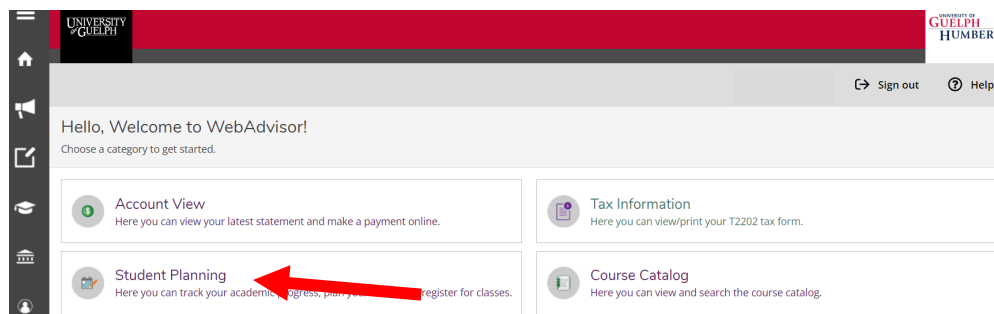 UNIVERSITY
of GUELPH
UNIVERSITY OF
GUELPH
HUMBER
Sign out
Help
Hello, Welcome to WebAdvisor!
Choose a category to get started.
Account View
Here you can view your latest statement and make a payment online.
Tax Information
Here you can view/print your T2202 tax form.
Student Planning
Here you can track your academic progress, plan register for classes.
Course Catalog
Here you can view and search the course catalog.